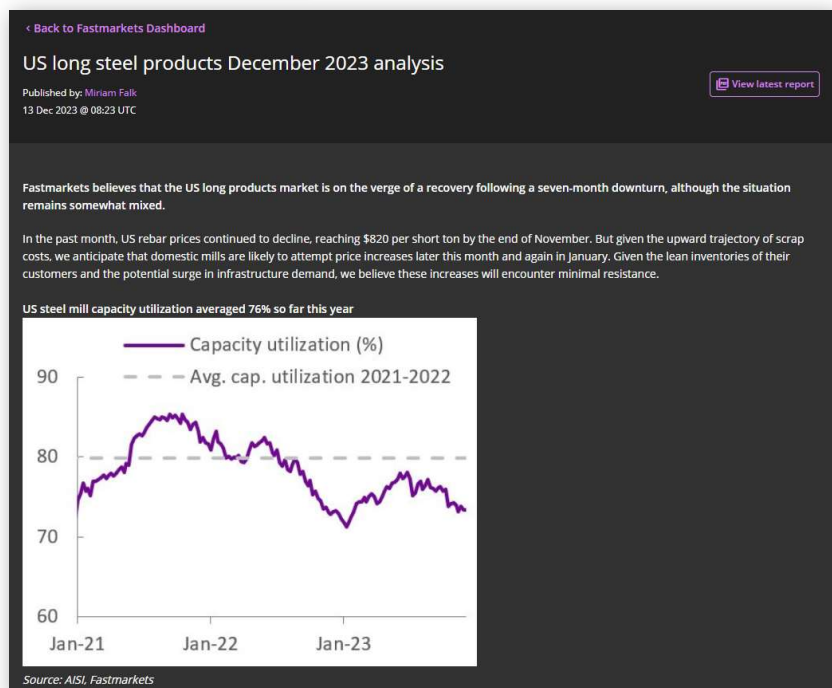 ‹ Back to Fastmarkets Dashboard
US long steel products December 2023 analysis
Published by: Miriam Falk
13 Dec 2023 @ 08:23 UTC
View latest report
Fastmarkets believes that the US long products market is on the verge of a recovery following a seven-month downturn, although the situation
remains somewhat mixed.
In the past month, US rebar prices continued to decline, reaching $820 per short ton by the end of November. But given the upward trajectory of scrap
costs, we anticipate that domestic mills are likely to attempt price increases later this month and again in January. Given the lean inventories of their
customers and the potential surge in infrastructure demand, we believe these increases will encounter minimal resistance.
US steel mill capacity utilization averaged 76% so far this year
Capacity utilization (%)
Avg. cap. utilization 2021-2022
90
80
70
60
Jan-21 Jan-22 Jan-23
Source: AISI, Fastmarkets